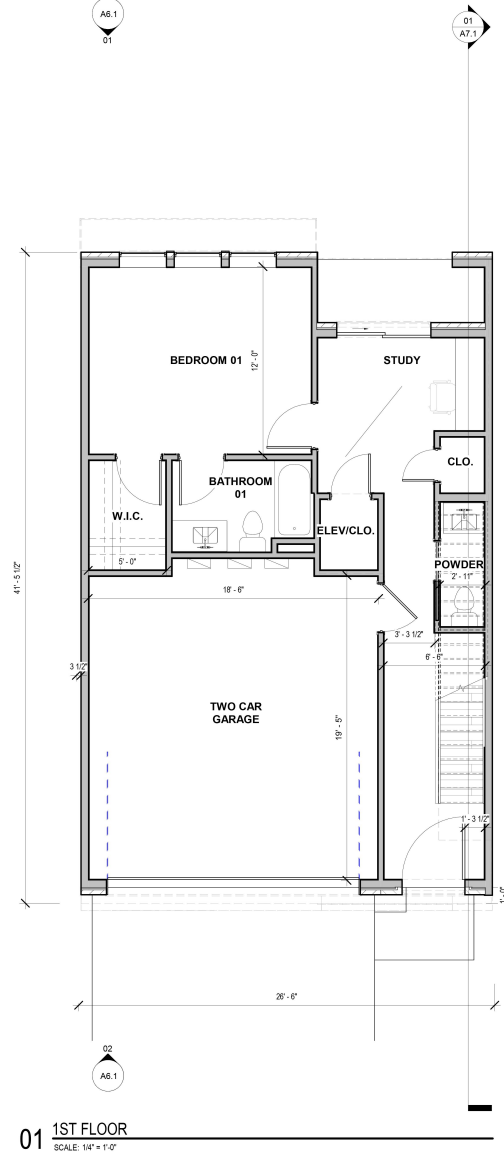 A6.1
01
01
A7.1
BEDROOM 01
12' - 0"
STUDY
CLO.
BATHROOM
01
W.I.C.
ELEV/CLO.
POWDER
5' - 0"
2' - 11"
18' - 6"
41' - 5 1/2"
3' - 3 1/2"
6' - 6"
3 1/2"
TWO CAR
GARAGE
19' - 5"
1' - 3 1/2"
1' - 0"
26' - 6"
02
A6.1
01
1ST FLOOR
SCALE: 1/4" = 1'-0"